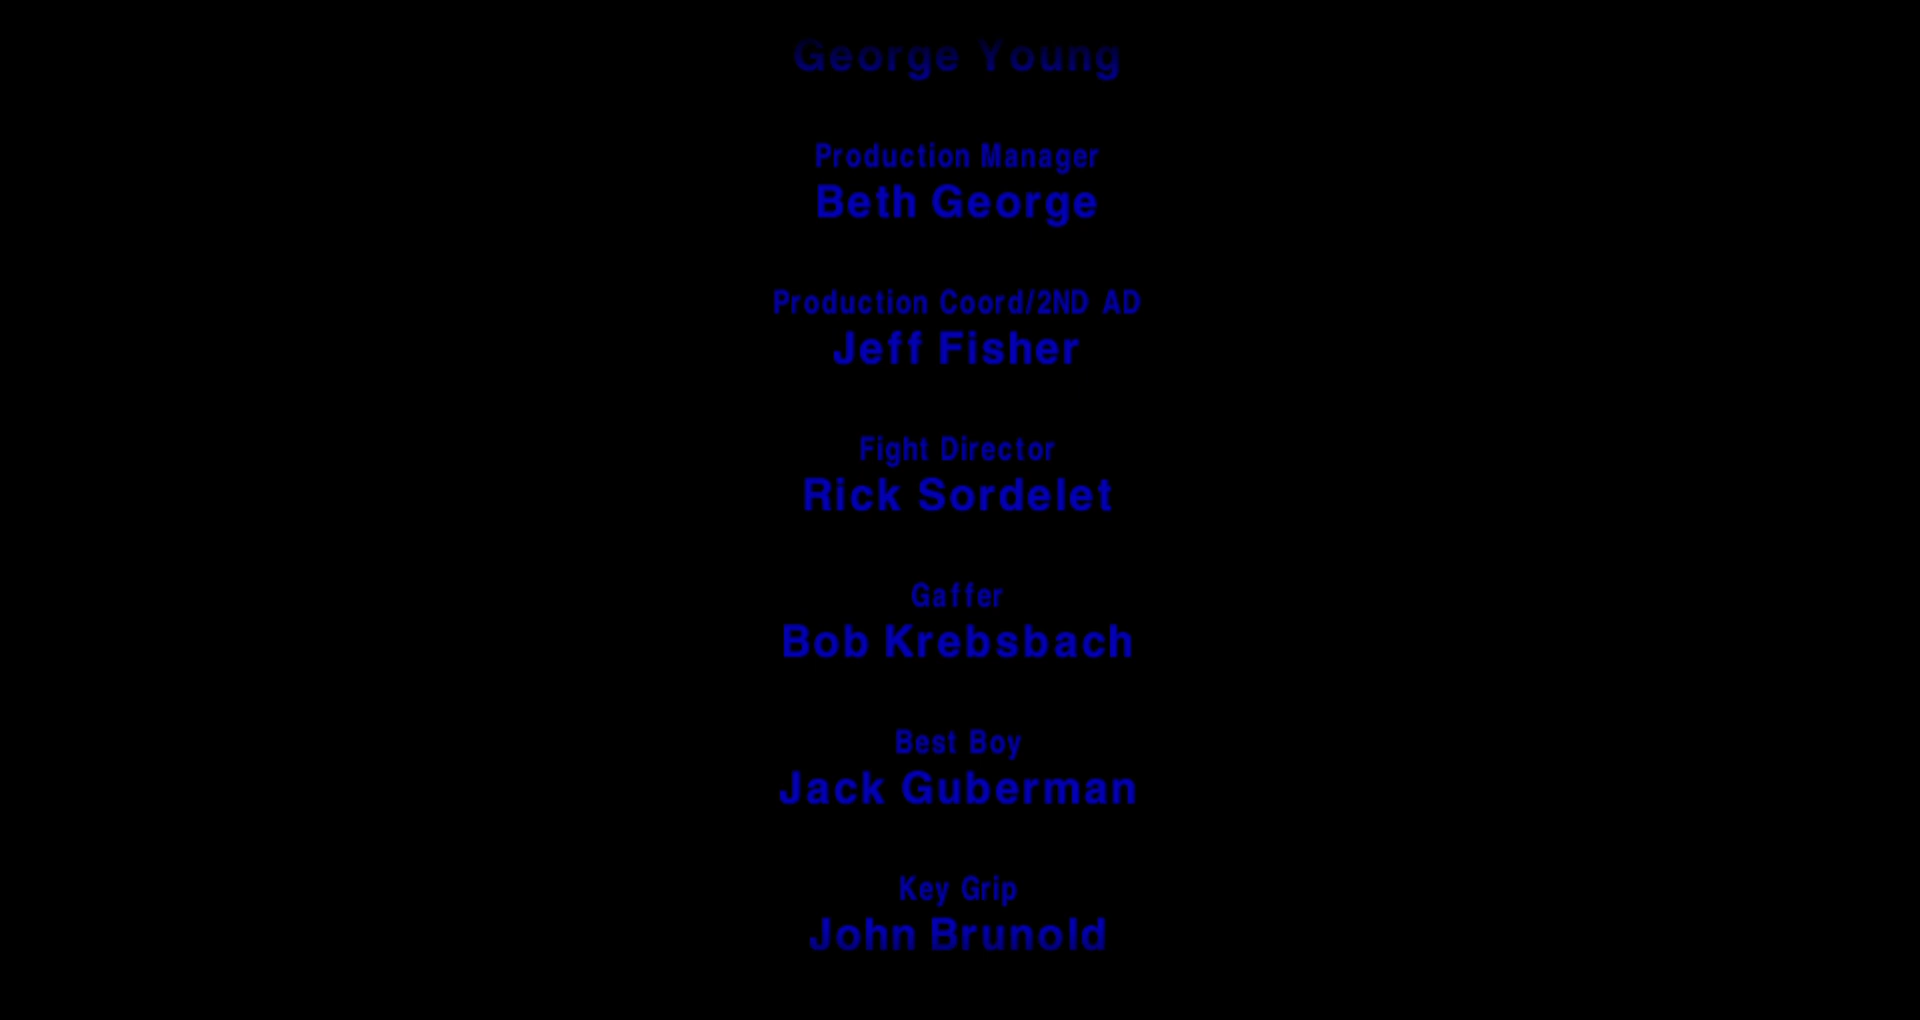 George Young
Production Manager
Beth George
Production Coord/2ND AD
Jeff Fisher
Fight Director
Rick Sordelet
Gaffer
Bob Krebsbach
Best Boy
Jack Guberman
Key Grip
John Brunold